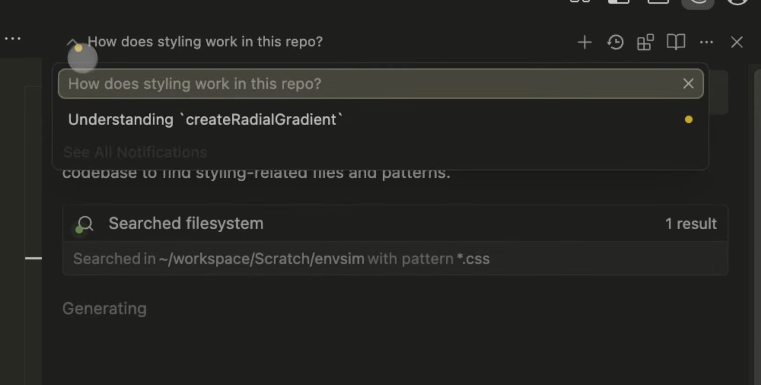 How does styling work in this repo?
How does styling work in this repo?
Understanding `createRadialGradient`
See All Notifications
codebase to find styling-related files and patterns.
Searched filesystem 1 result
Searched in ~/workspace/Scratch/envsim with pattern *.css
Generating